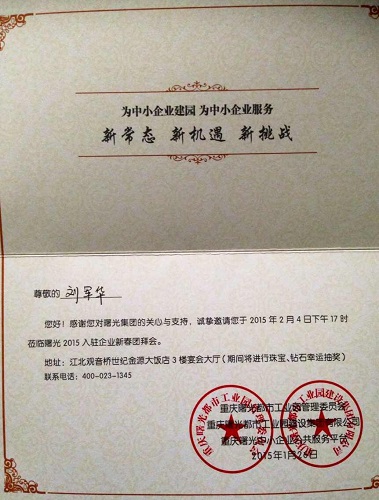 为中小企业建园 为中小企业服务
新常态 新机遇 新挑战
尊敬的 刘军华
您好！感谢您对曙光集团的关心与支持，诚挚邀请您于 2015 年 2 月 4 日下午 17 时
莅临曙光 2015 入驻企业新春团拜会。
地址：江北观音桥世纪金源大饭店 3 楼宴会大厅（期间将进行珠宝、钻石幸运抽奖）
联系电话：400-023-1345
重庆曙光都市工业园管理委员会
重庆曙光都市工业园建设集团有限公司
重庆曙光中小企业公共服务平台
2015年1月28日